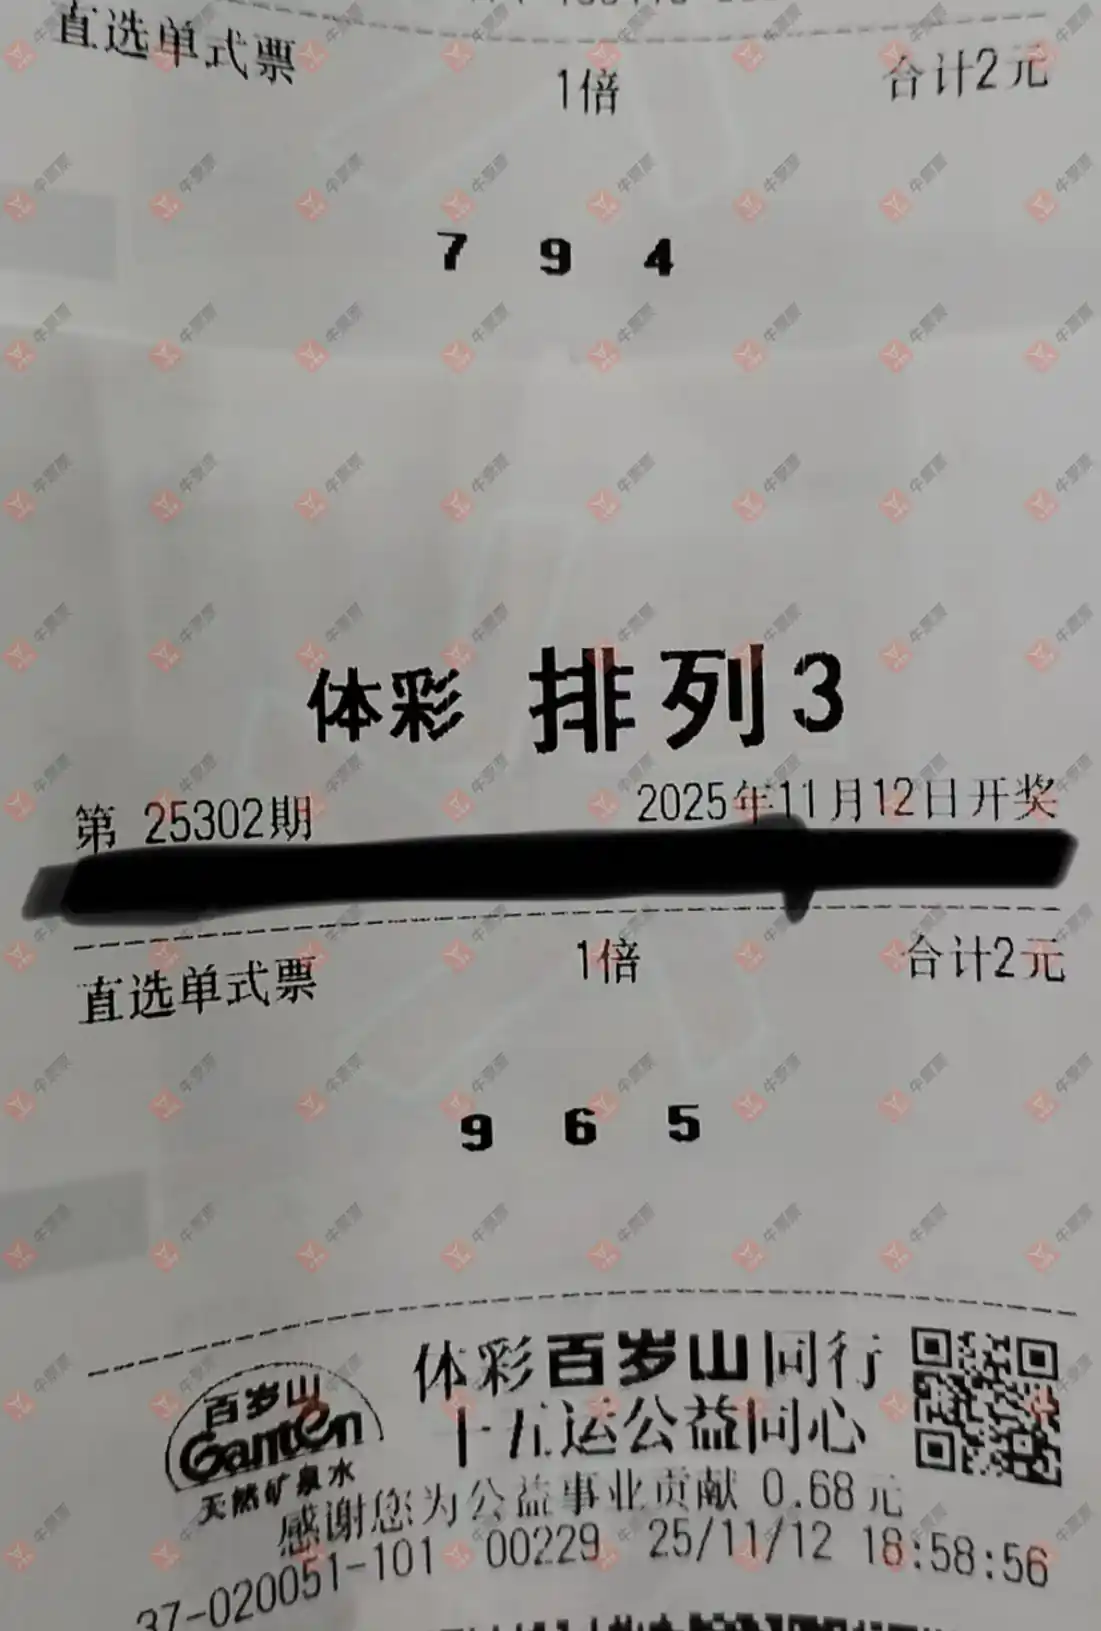 直选单式票 1倍 合计2元
7 9 4
体彩 排列3
第 25302期 2025年11月12日开奖
直选单式票 1倍 合计2元
9 6 5
体彩百岁山同行
十五运公益同心
百岁山
Ganten
天然矿泉水
感谢您为公益事业贡献 0.68元
37-020051-101 00229 25/11/12 18:58:56